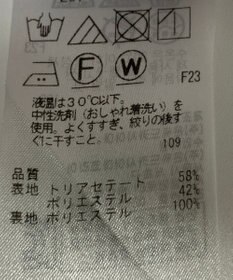 F
W
F23
液温は30℃以下。
中性洗剤(おしゃれ着洗い)を
使用。よくすすぎ、絞りの後す
ぐに干すこと。
109
品質
表地 トリアセテート 58%
ポリエステル 42%
裏地 ポリエステル 100%